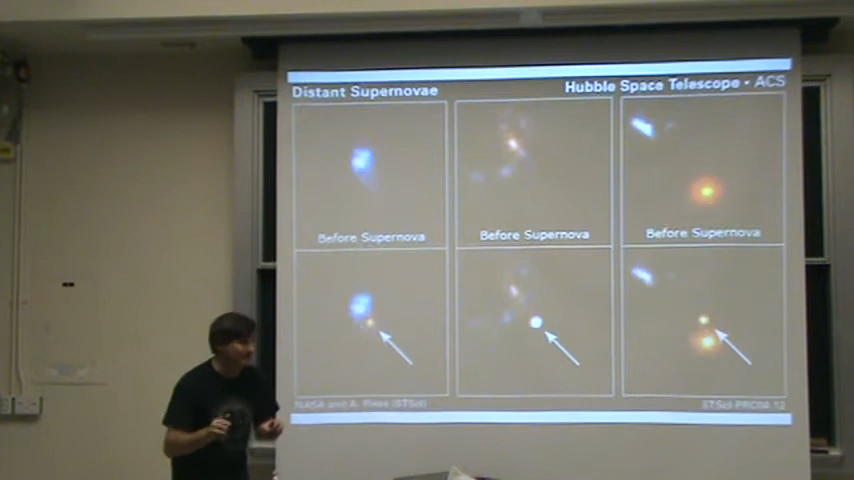 Distant Supernovae
Hubble Space Telescope • ACS
Before Supernova
Before Supernova
Before Supernova
NASA and A. Riess (STScI)
STScI-PRC04-12